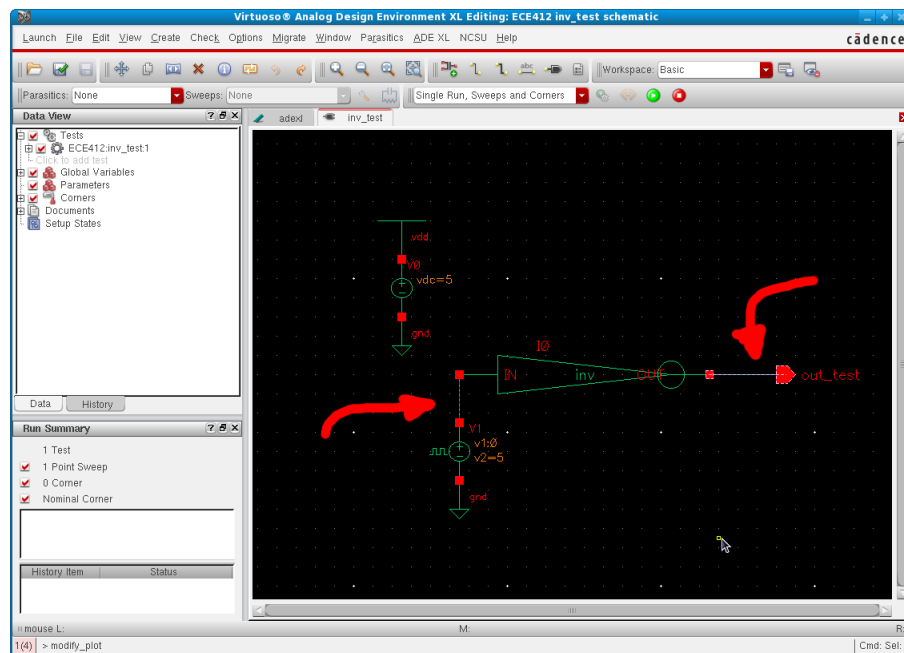 Virtuoso® Analog Design Environment XL Editing: ECE412 inv_test schematic
Launch File Edit View Create Check Options Migrate Window Parasitics ADE XL NCSU Help
cādence
Workspace: Basic
Parasitics: None Sweeps: None Single Run, Sweeps and Corners
Data View
adexl inv_test
Tests
ECE412:inv_test:1
Click to add test
Global Variables
Parameters
Corners
Documents
Setup States
Data History
Run Summary
1 Test
1 Point Sweep
0 Corner
Nominal Corner
History Item Status
vdd
V0
vdc=5
gnd
I0
IN inv OUT out_test
V1
v1:0
v2=5
gnd
mouse L: M: R:
1(4) > modify_plot Cmd: Sel: